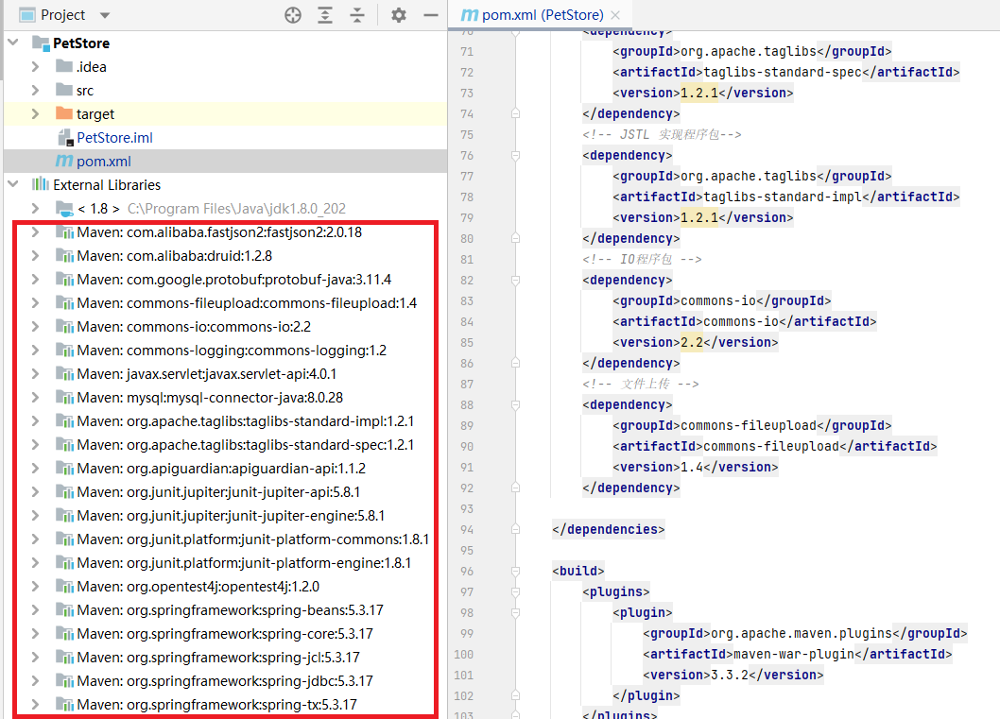 Project
PetStore
.idea
src
target
PetStore.iml
pom.xml
External Libraries
< 1.8 > C:\Program Files\Java\jdk1.8.0_202
Maven: com.alibaba.fastjson2:fastjson2:2.0.18
Maven: com.alibaba:druid:1.2.8
Maven: com.google.protobuf:protobuf-java:3.11.4
Maven: commons-fileupload:commons-fileupload:1.4
Maven: commons-io:commons-io:2.2
Maven: commons-logging:commons-logging:1.2
Maven: javax.servlet:javax.servlet-api:4.0.1
Maven: mysql:mysql-connector-java:8.0.28
Maven: org.apache.taglibs:taglibs-standard-impl:1.2.1
Maven: org.apache.taglibs:taglibs-standard-spec:1.2.1
Maven: org.apiguardian:apiguardian-api:1.1.2
Maven: org.junit.jupiter:junit-jupiter-api:5.8.1
Maven: org.junit.jupiter:junit-jupiter-engine:5.8.1
Maven: org.junit.platform:junit-platform-commons:1.8.1
Maven: org.junit.platform:junit-platform-engine:1.8.1
Maven: org.opentest4j:opentest4j:1.2.0
Maven: org.springframework:spring-beans:5.3.17
Maven: org.springframework:spring-core:5.3.17
Maven: org.springframework:spring-jcl:5.3.17
Maven: org.springframework:spring-jdbc:5.3.17
Maven: org.springframework:spring-tx:5.3.17
pom.xml (PetStore)
70 <dependency>
71 <groupId>org.apache.taglibs</groupId>
72 <artifactId>taglibs-standard-spec</artifactId>
73 <version>1.2.1</version>
74 </dependency>
75 <!-- JSTL 实现程序包-->
76 <dependency>
77 <groupId>org.apache.taglibs</groupId>
78 <artifactId>taglibs-standard-impl</artifactId>
79 <version>1.2.1</version>
80 </dependency>
81 <!-- IO程序包 -->
82 <dependency>
83 <groupId>commons-io</groupId>
84 <artifactId>commons-io</artifactId>
85 <version>2.2</version>
86 </dependency>
87 <!-- 文件上传 -->
88 <dependency>
89 <groupId>commons-fileupload</groupId>
90 <artifactId>commons-fileupload</artifactId>
91 <version>1.4</version>
92 </dependency>
93
94 </dependencies>
95
96 <build>
97 <plugins>
98 <plugin>
99 <groupId>org.apache.maven.plugins</groupId>
100 <artifactId>maven-war-plugin</artifactId>
101 <version>3.3.2</version>
102 </plugin>
103 </plugins>